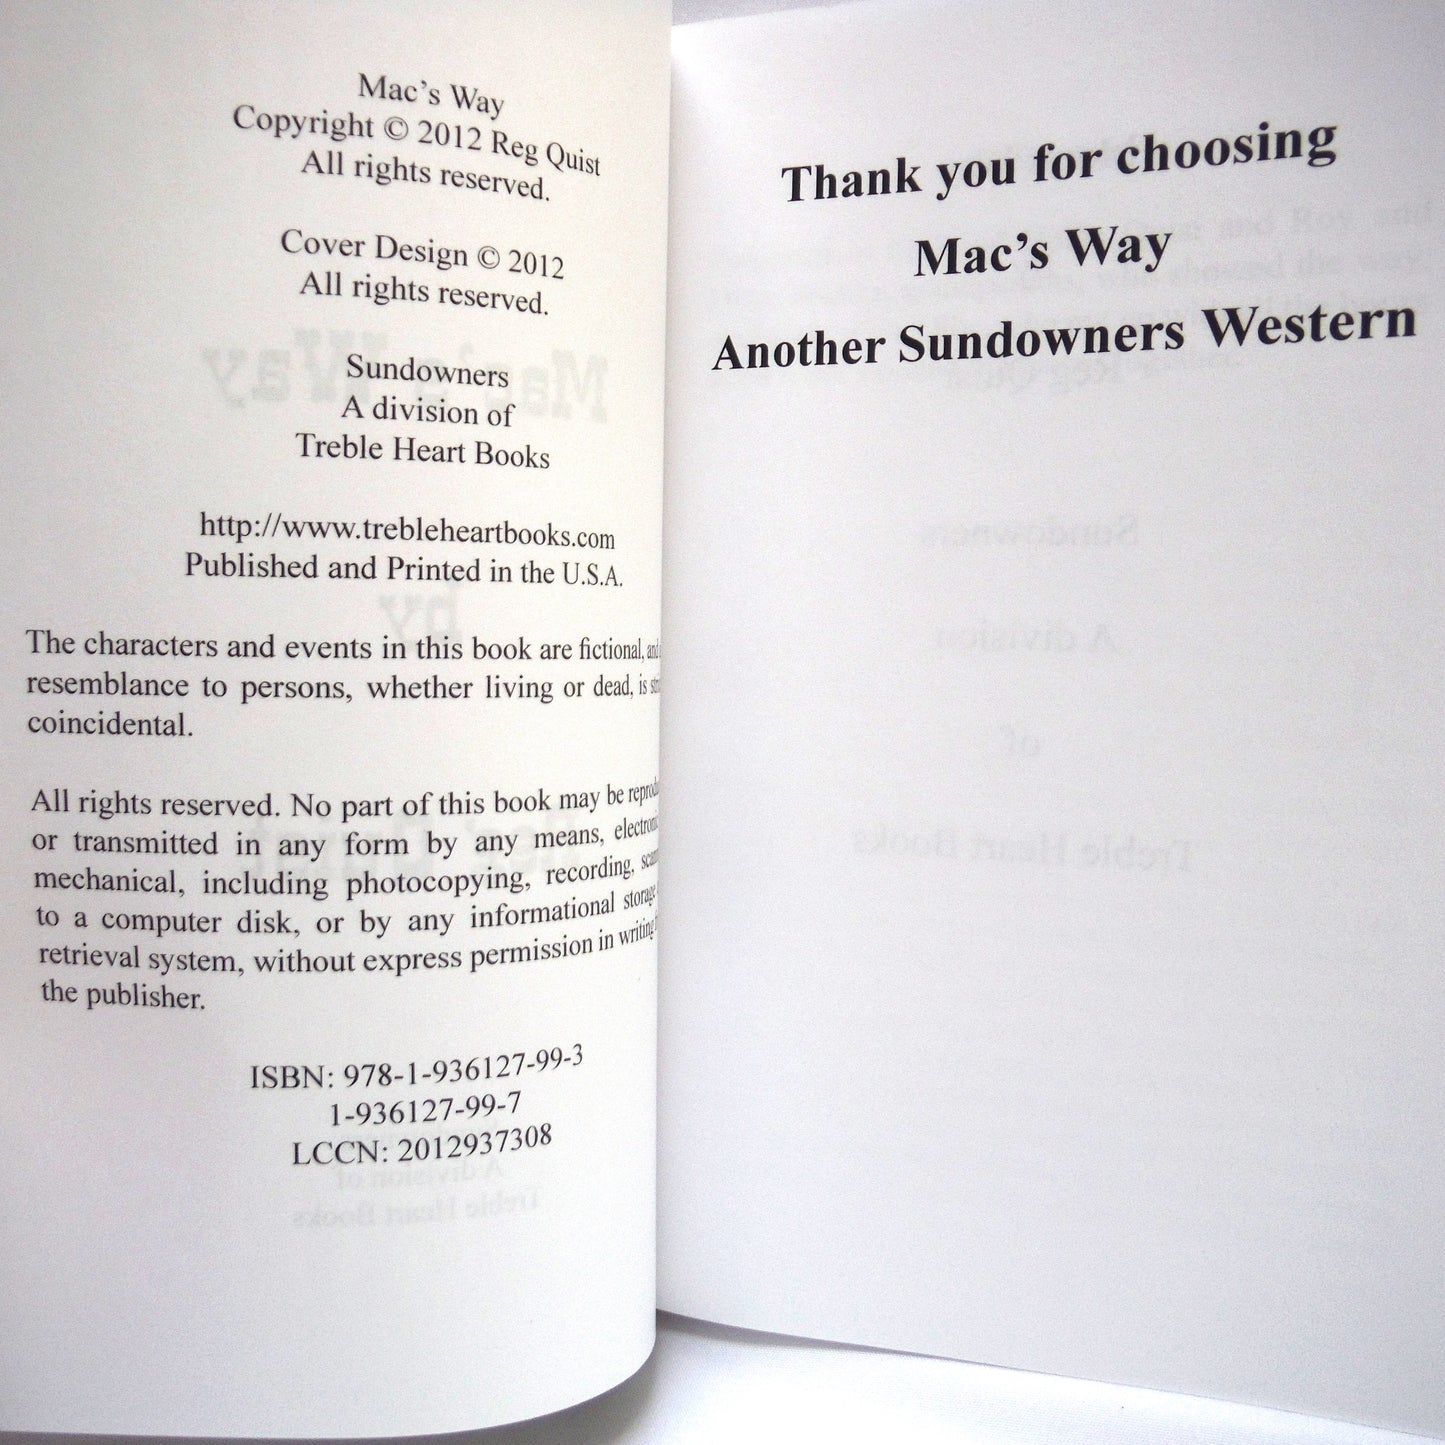 Mac's Way
Copyright © 2012 Reg Quist
All rights reserved.
Cover Design © 2012
All rights reserved.
Sundowners
A division of
Treble Heart Books
http://www.trebleheartbooks.com
Published and Printed in the U.S.A.
The characters and events in this book are fictional, and
resemblance to persons, whether living or dead, is
coincidental.
All rights reserved. No part of this book may be
or transmitted in any form by any means,
mechanical, including photocopying, recording,
to a computer disk, or by any informational storage
retrieval system, without express permission in writing
the publisher.
ISBN: 978-1-936127-99-3
1-936127-99-7
LCCN: 2012937308
Thank you for choosing
Mac's Way
Another Sundowners Western